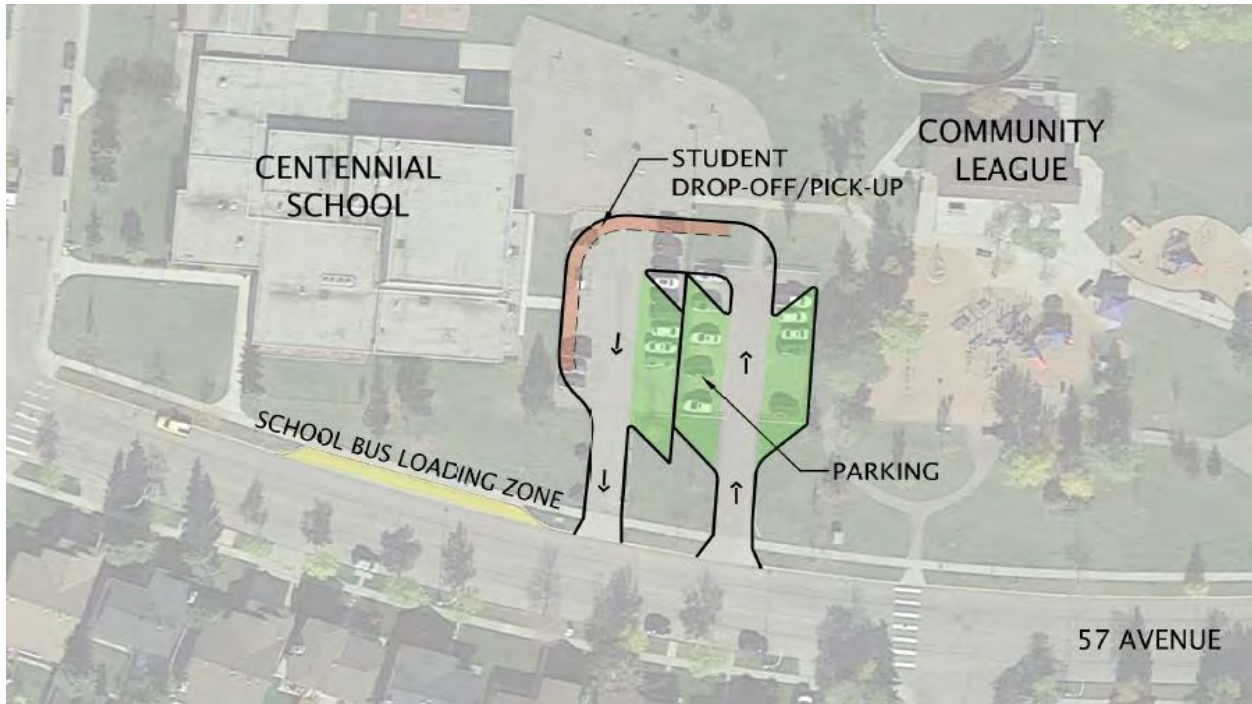 CENTENNIAL
SCHOOL
STUDENT
DROP-OFF/PICK-UP
COMMUNITY
LEAGUE
SCHOOL BUS LOADING ZONE
PARKING
57 AVENUE